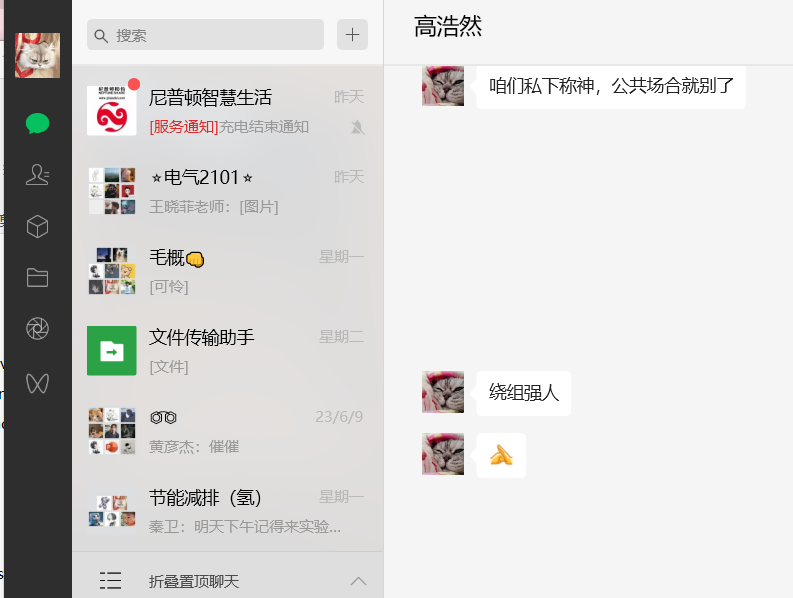 搜索
高浩然
咱们私下称神，公共场合就别了
尼普顿智慧生活
昨天
[服务通知]充电结束通知
⭐电气2101⭐
昨天
王晓菲老师：[图片]
毛概👊
星期一
[可怜]
文件传输助手
星期二
[文件]
绕组强人
23/6/9
黄彦杰：催催
节能减排（氢）
星期一
秦卫：明天下午记得来实验...
折叠置顶聊天